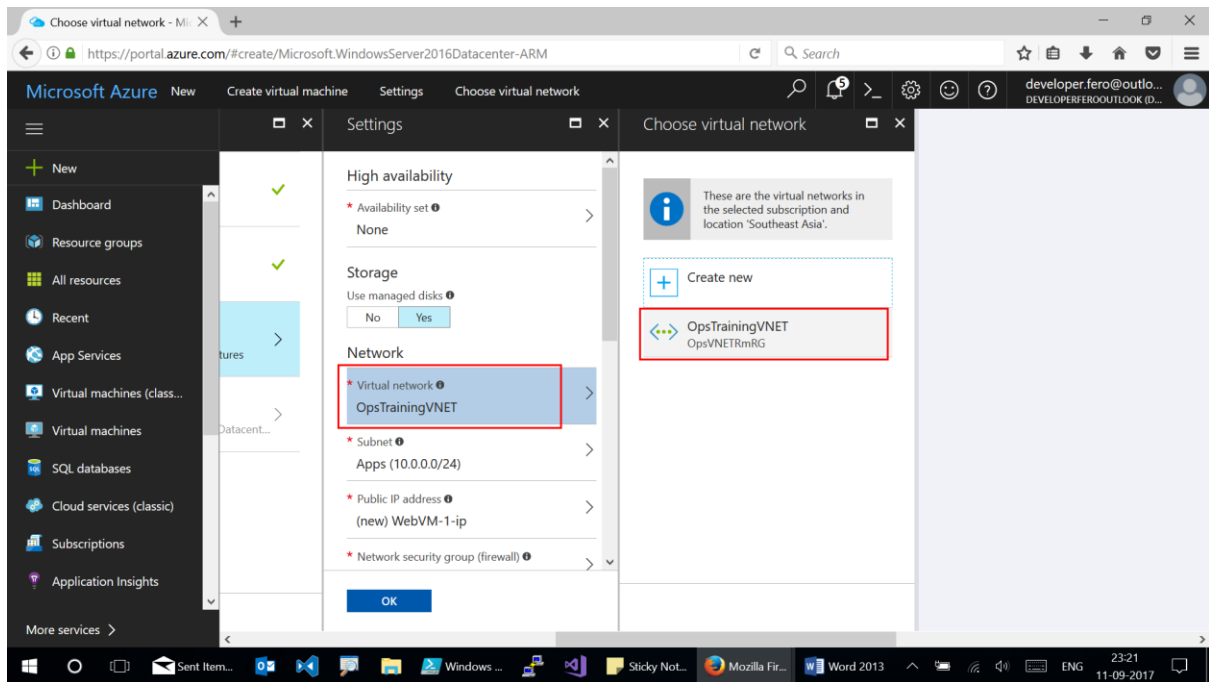 Choose virtual network - Mi
https://portal.azure.com/#create/Microsoft.WindowsServer2016Datacenter-ARM
Search
Microsoft Azure New Create virtual machine Settings Choose virtual network
5
developer.fero@outlo...
DEVELOPERFEROOUTLOOK (D...
New
Dashboard
Resource groups
All resources
Recent
App Services
Virtual machines (class...
Virtual machines
SQL databases
Cloud services (classic)
Subscriptions
Application Insights
More services
tures
Datacent...
Settings
High availability
* Availability set
None
Storage
Use managed disks
No Yes
Network
* Virtual network
OpsTrainingVNET
* Subnet
Apps (10.0.0.0/24)
* Public IP address
(new) WebVM-1-ip
* Network security group (firewall)
OK
Choose virtual network
These are the virtual networks in
the selected subscription and
location 'Southeast Asia'.
Create new
OpsTrainingVNET
OpsVNETRmRG
Sent Item...
Windows ...
Sticky Not...
Mozilla Fir...
Word 2013
ENG
23:21
11-09-2017